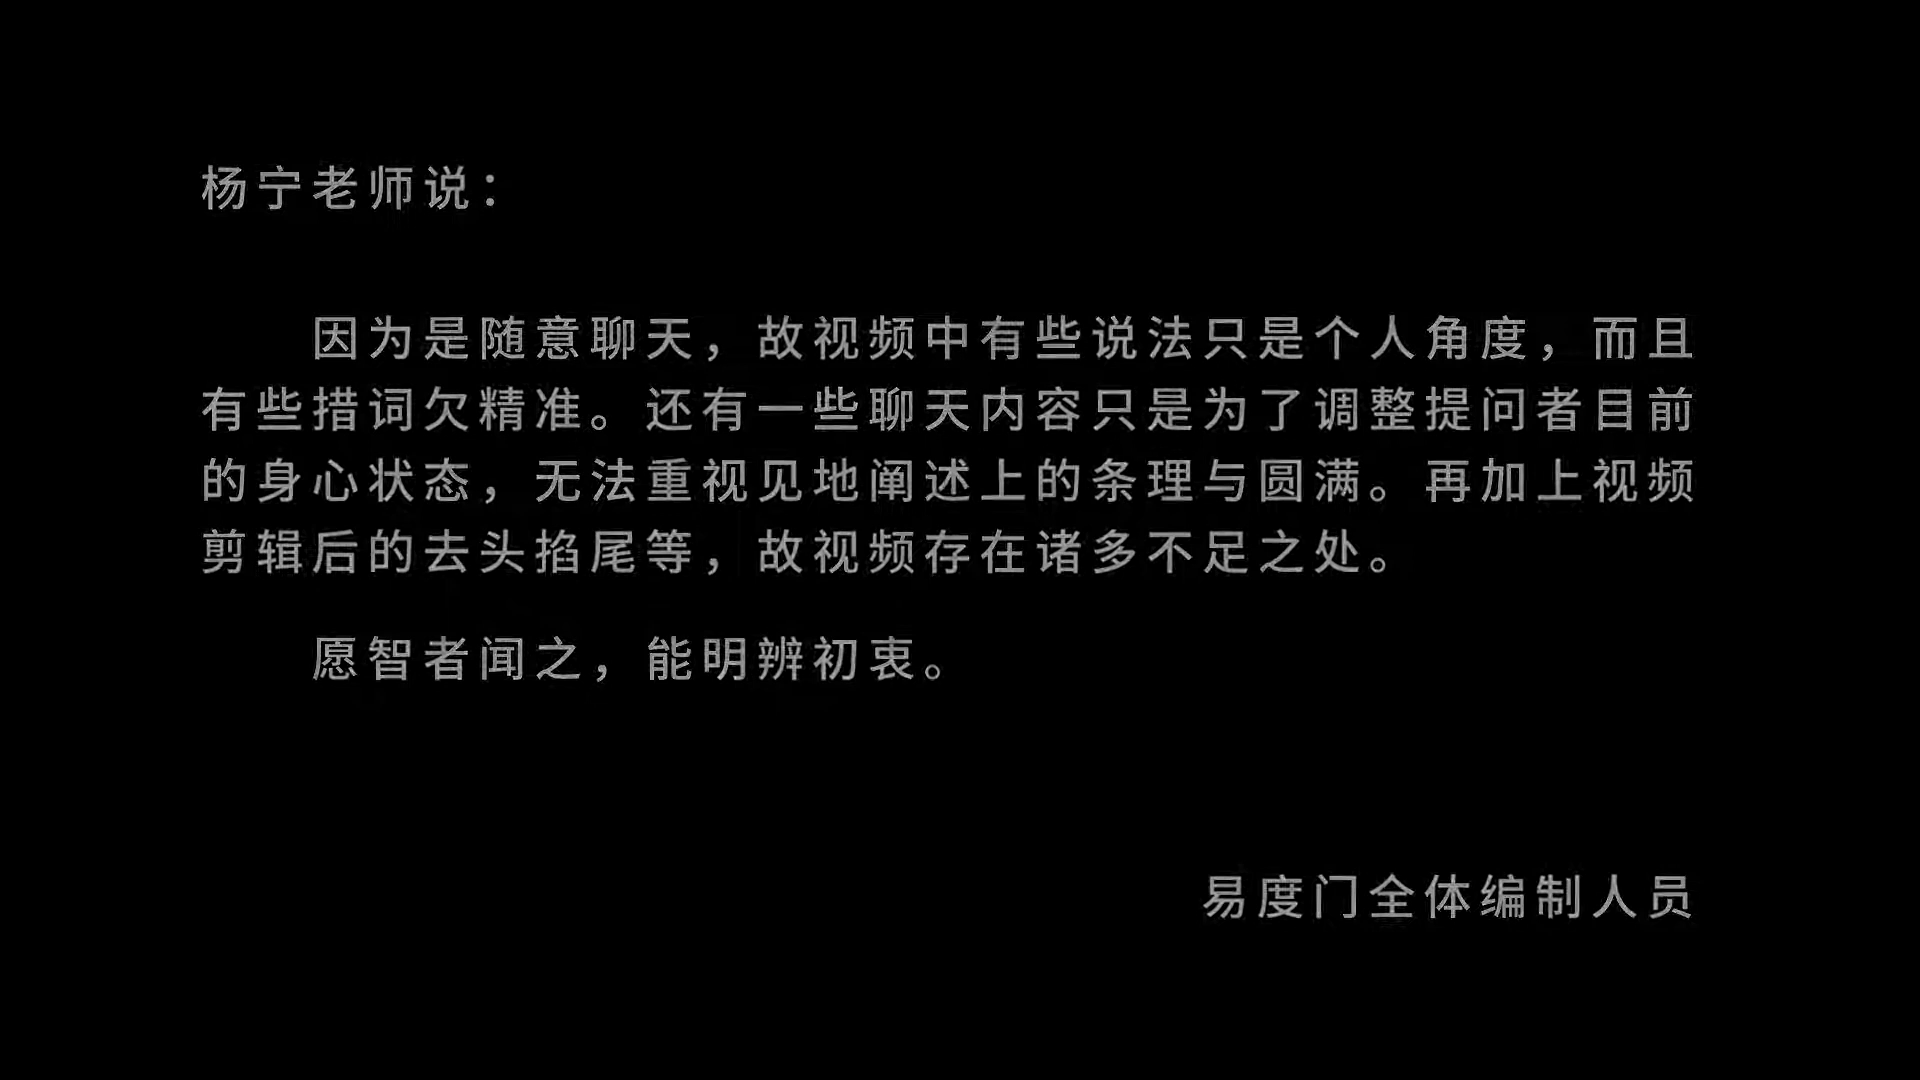 杨宁老师说：
因为是随意聊天，故视频中有些说法只是个人角度，而且
有些措词欠精准。还有一些聊天内容只是为了调整提问者目前
的身心状态，无法重视见地阐述上的条理与圆满。再加上视频
剪辑后的去头掐尾等，故视频存在诸多不足之处。
愿智者闻之，能明辨初衷。
易度门全体编制人员